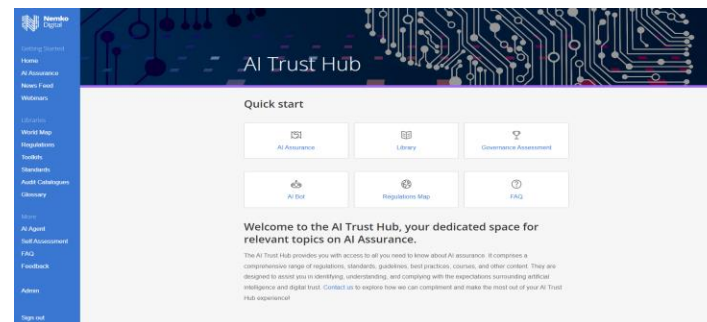 Nemko
Digital
Getting Started
Home
AI Assurance
News Feed
Webinars
Libraries
World Map
Regulations
Toolkits
Standards
Audit Catalogues
Glossary
More
AI Agent
Self Assessment
FAQ
Feedback
Admin
Sign out
AI Trust Hub
Quick start
AI Assurance
Library
Governance Assessment
AI Bot
Regulations Map
FAQ
Welcome to the AI Trust Hub, your dedicated space for
relevant topics on AI Assurance.
The AI Trust Hub provides you with access to all you need to know about AI assurance. It comprises a
comprehensive range of regulations, standards, guidelines, best practices, courses, and other content. They are
designed to assist you in identifying, understanding, and complying with the expectations surrounding artificial
intelligence and digital trust. Contact us to explore how we can compliment and make the most out of your AI Trust
Hub experience!